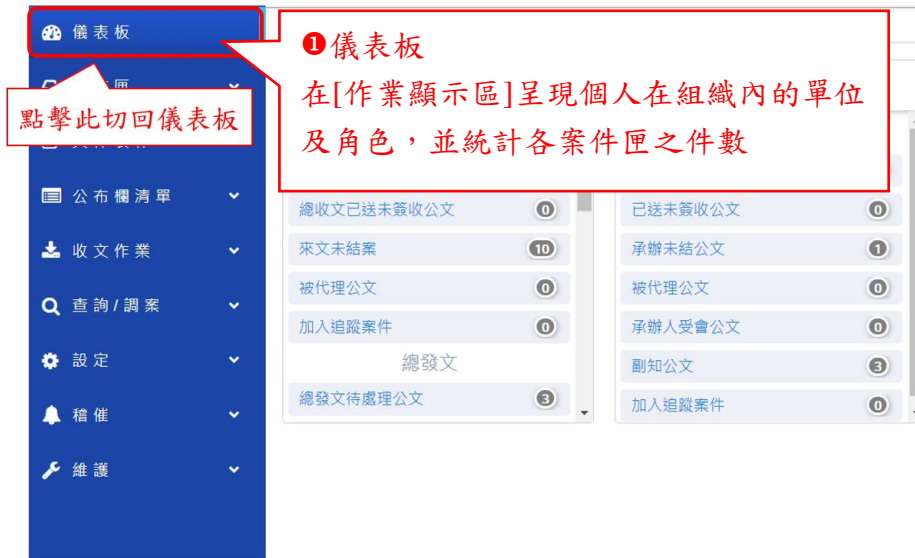 儀表板
❶儀表板
在[作業顯示區]呈現個人在組織內的單位
及角色，並統計各案件匣之件數
點擊此切回儀表板
公布欄清單
收文作業
查詢/調案
設定
稽催
維護
總收文已送未簽收公文 0
來文未結案 10
被代理公文 0
加入追蹤案件 0
總發文
總發文待處理公文 3
已送未簽收公文 0
承辦未結公文 1
被代理公文 0
承辦人受會公文 0
副知公文 3
加入追蹤案件 0